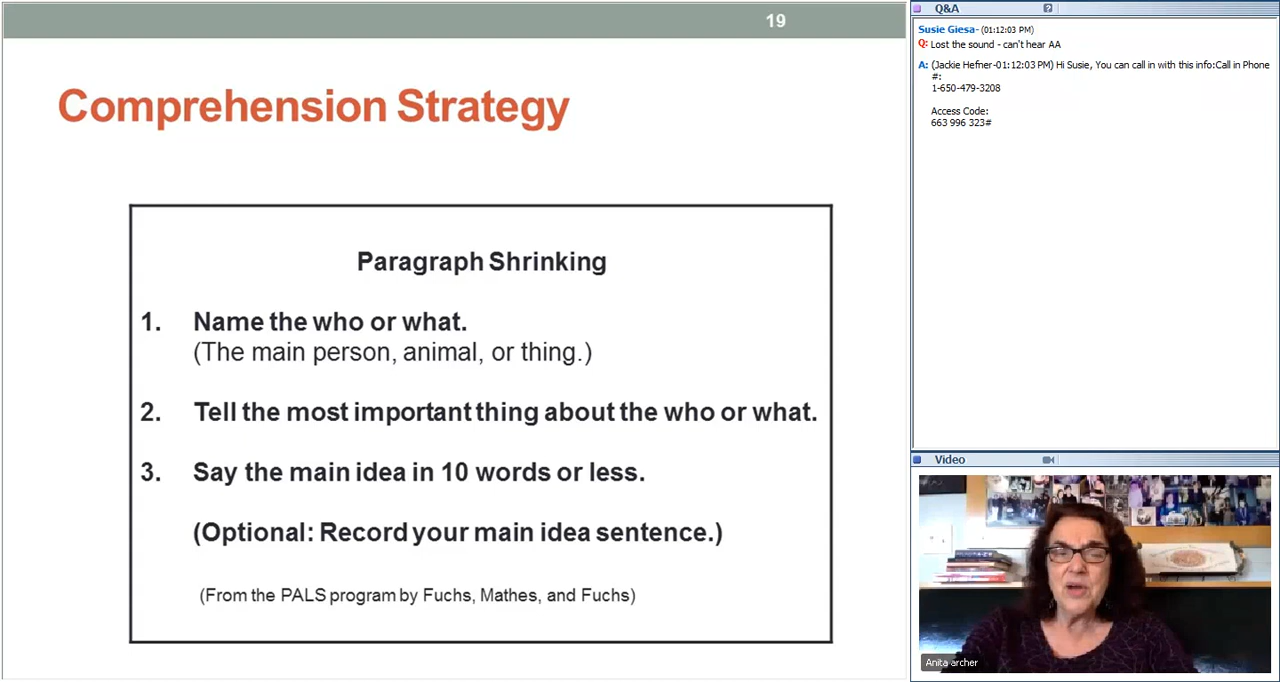 19
Comprehension Strategy
Paragraph Shrinking
1. Name the who or what.
(The main person, animal, or thing.)
2. Tell the most important thing about the who or what.
3. Say the main idea in 10 words or less.
(Optional: Record your main idea sentence.)
(From the PALS program by Fuchs, Mathes, and Fuchs)
Q&A
Susie Giesa- (01:12:03 PM)
Q: Lost the sound - can't hear AA
A: (Jackie Hefner-01:12:03 PM) Hi Susie, You can call in with this info:Call in Phone
#:
1-650-479-3208
Access Code:
663 996 323#
Video
Anita archer